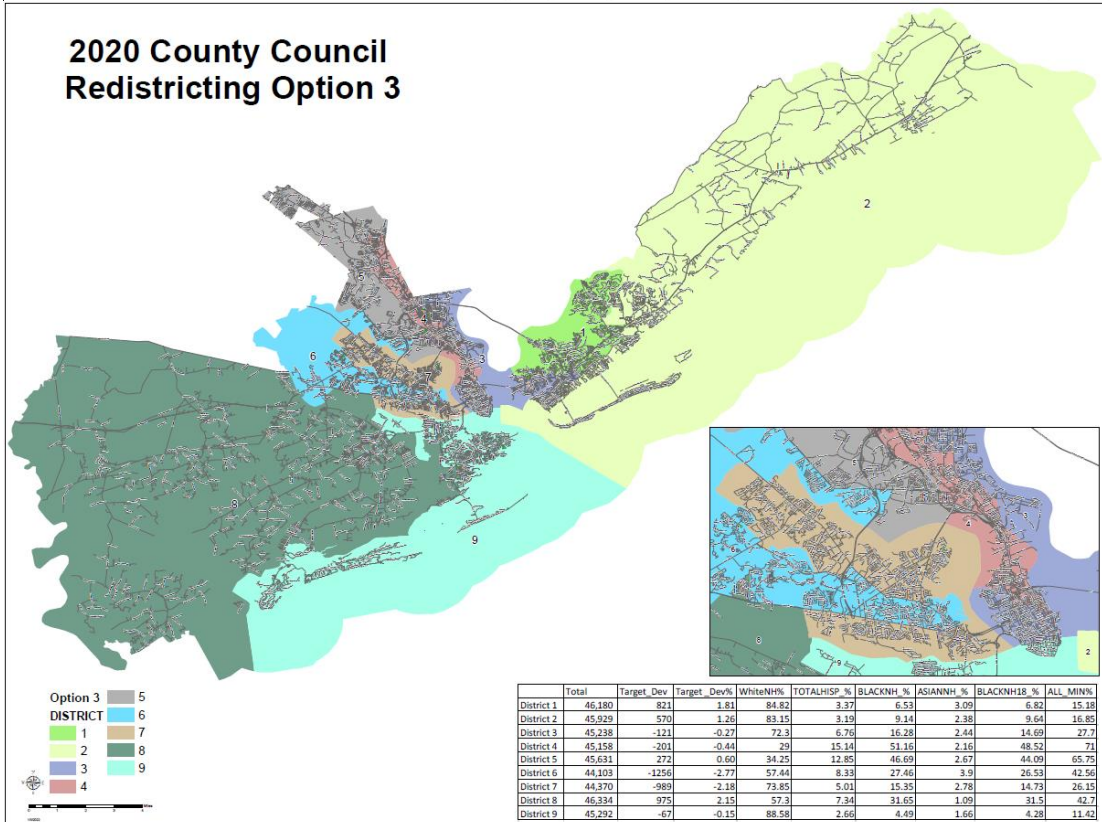 2020 County Council
Redistricting Option 3
2
5
4
1
3
6
7
8
9
3
4
6
8
9
2
Option 3
DISTRICT
1
2
3
4
5
6
7
8
9
Total Target_Dev Target _Dev% WhiteNH% TOTALHISP_% BLACKNH_% ASIANNH_% BLACKNH18_% ALL_MIN%
District 1 46,180 821 1.81 84.82 3.37 6.53 3.09 6.82 15.18
District 2 45,929 570 1.26 83.15 3.19 9.14 2.38 9.64 16.85
District 3 45,238 -121 -0.27 72.3 6.76 16.28 2.44 14.69 27.7
District 4 45,158 -201 -0.44 29 15.14 51.16 2.16 48.52 71
District 5 45,631 272 0.60 34.25 12.85 46.69 2.67 44.09 65.75
District 6 44,103 -1256 -2.77 57.44 8.33 27.46 3.9 26.53 42.56
District 7 44,370 -989 -2.18 73.85 5.01 15.35 2.78 14.73 26.15
District 8 46,334 975 2.15 57.3 7.34 31.65 1.09 31.5 42.7
District 9 45,292 -67 -0.15 88.58 2.66 4.49 1.66 4.28 11.42